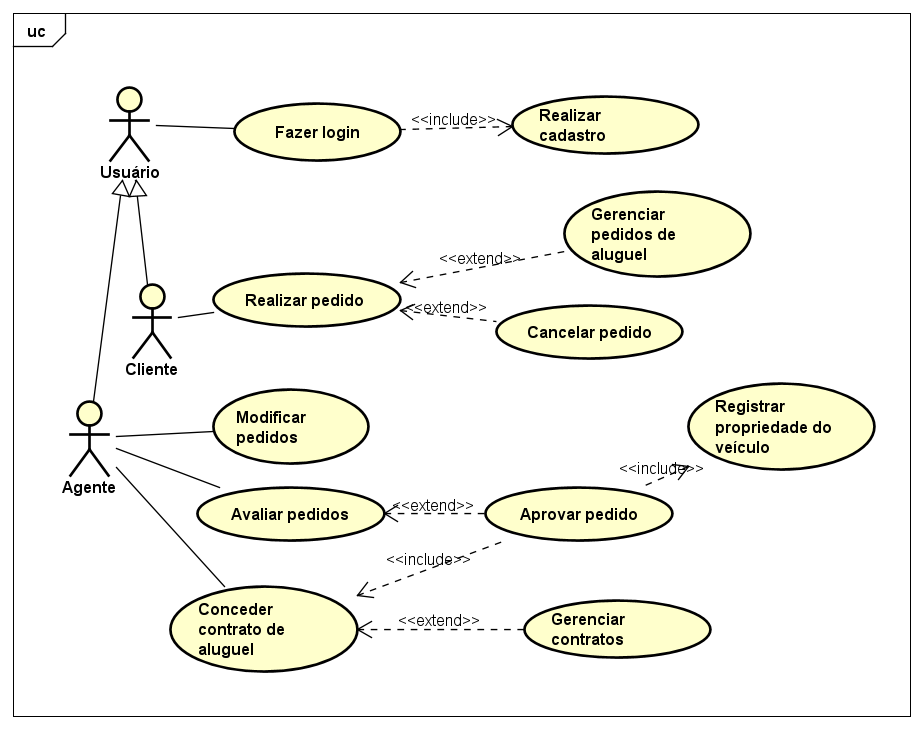 uc
Usuário
Fazer login
<<include>>
Realizar
cadastro
Gerenciar
pedidos de
aluguel
<<extend>>
Realizar pedido
<<extend>>
Cancelar pedido
Cliente
Modificar
pedidos
Registrar
propriedade do
veículo
<<include>>
Agente
Avaliar pedidos
<<extend>>
Aprovar pedido
<<include>>
Conceder
contrato de
aluguel
<<extend>>
Gerenciar
contratos